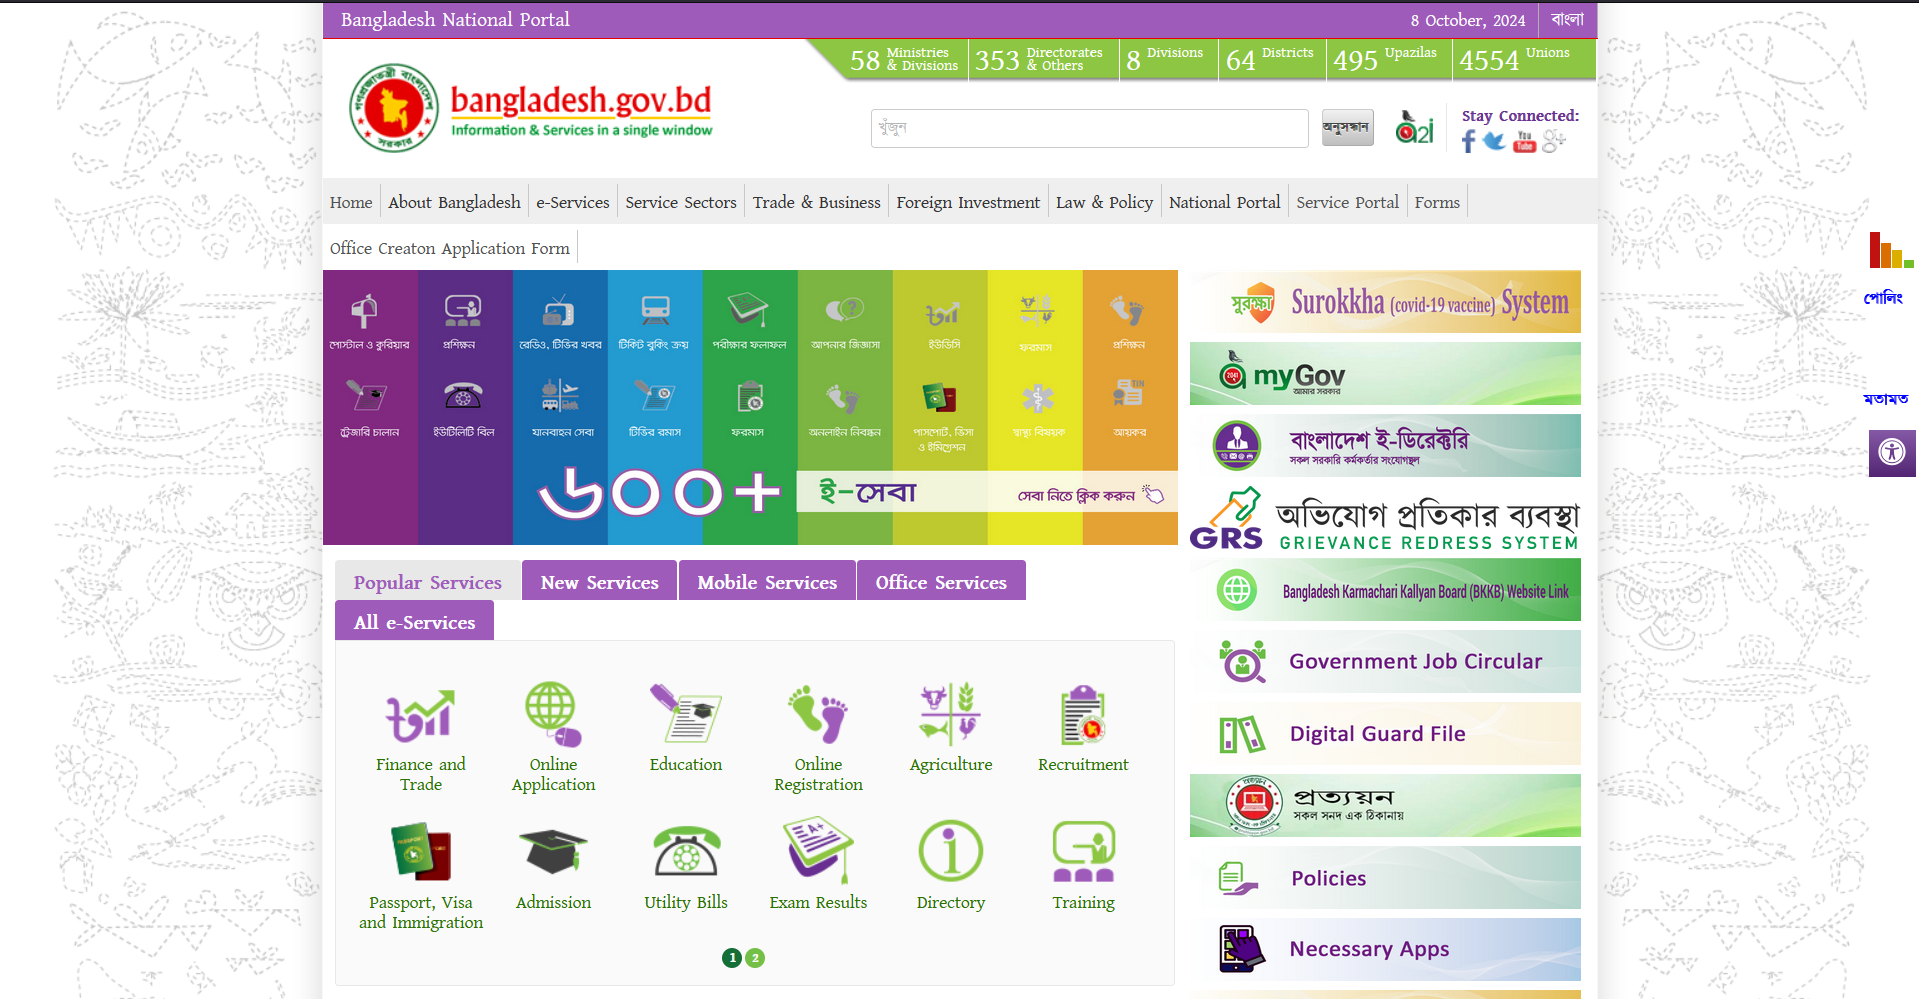 Bangladesh National Portal
8 October, 2024
বাংলা
58 Ministries & Divisions
353 Directorates & Others
8 Divisions
64 Districts
495 Upazilas
4554 Unions
bangladesh.gov.bd
Information & Services in a single window
খুঁজুন
অনুসন্ধান
a2i
Stay Connected:
You Tube
Home
About Bangladesh
e-Services
Service Sectors
Trade & Business
Foreign Investment
Law & Policy
National Portal
Service Portal
Forms
Office Creaton Application Form
পোস্টাল ও কুরিয়ার
প্রশিক্ষন
রেডিও, টিভির খবর
টিকিট বুকিং ক্রয়
পরীক্ষার ফলাফল
আপনার জিজ্ঞাসা
ইউডিসি
ফরমাস
প্রশিক্ষন
ট্রেজারি চালান
ইউটিলিটি বিল
যানবাহন সেবা
টিভির রমাস
ফরমাস
অনলাইন নিবন্ধন
পাসপোর্ট, ভিসা
ও ইমিগ্রেশন
স্বাস্থ্য বিষয়ক
আয়কর
৬০০+
ই-সেবা
সেবা নিতে ক্লিক করুন
Popular Services
New Services
Mobile Services
Office Services
All e-Services
Finance and
Trade
Online
Application
Education
Online
Registration
Agriculture
Recruitment
Passport, Visa
and Immigration
Admission
Utility Bills
Exam Results
Directory
Training
1 2
সুরক্ষা Surokkha (covid-19 vaccine) System
myGov
আমার সরকার
বাংলাদেশ ই-ডিরেক্টরি
সকল সরকারি কর্মকর্তার সংযোগস্থল
GRS অভিযোগ প্রতিকার ব্যবস্থা
GRIEVANCE REDRESS SYSTEM
Bangladesh Karmachari Kallyan Board (BKKB) Website Link
Government Job Circular
Digital Guard File
প্রত্যয়ন
সকল সনদ এক ঠিকানায়
Policies
Necessary Apps
পোলিং
মতামত